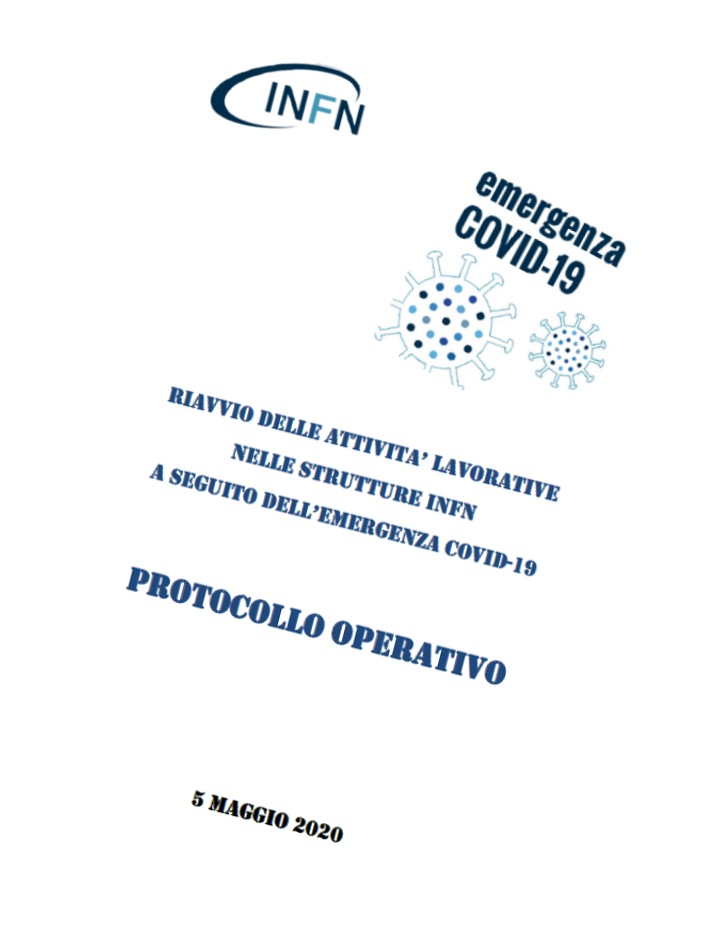 INFN
emergenza
COVID-19
RIAVVIO DELLE ATTIVITA' LAVORATIVE
NELLE STRUTTURE INFN
A SEGUITO DELL'EMERGENZA COVID-19
PROTOCOLLO OPERATIVO
5 MAGGIO 2020